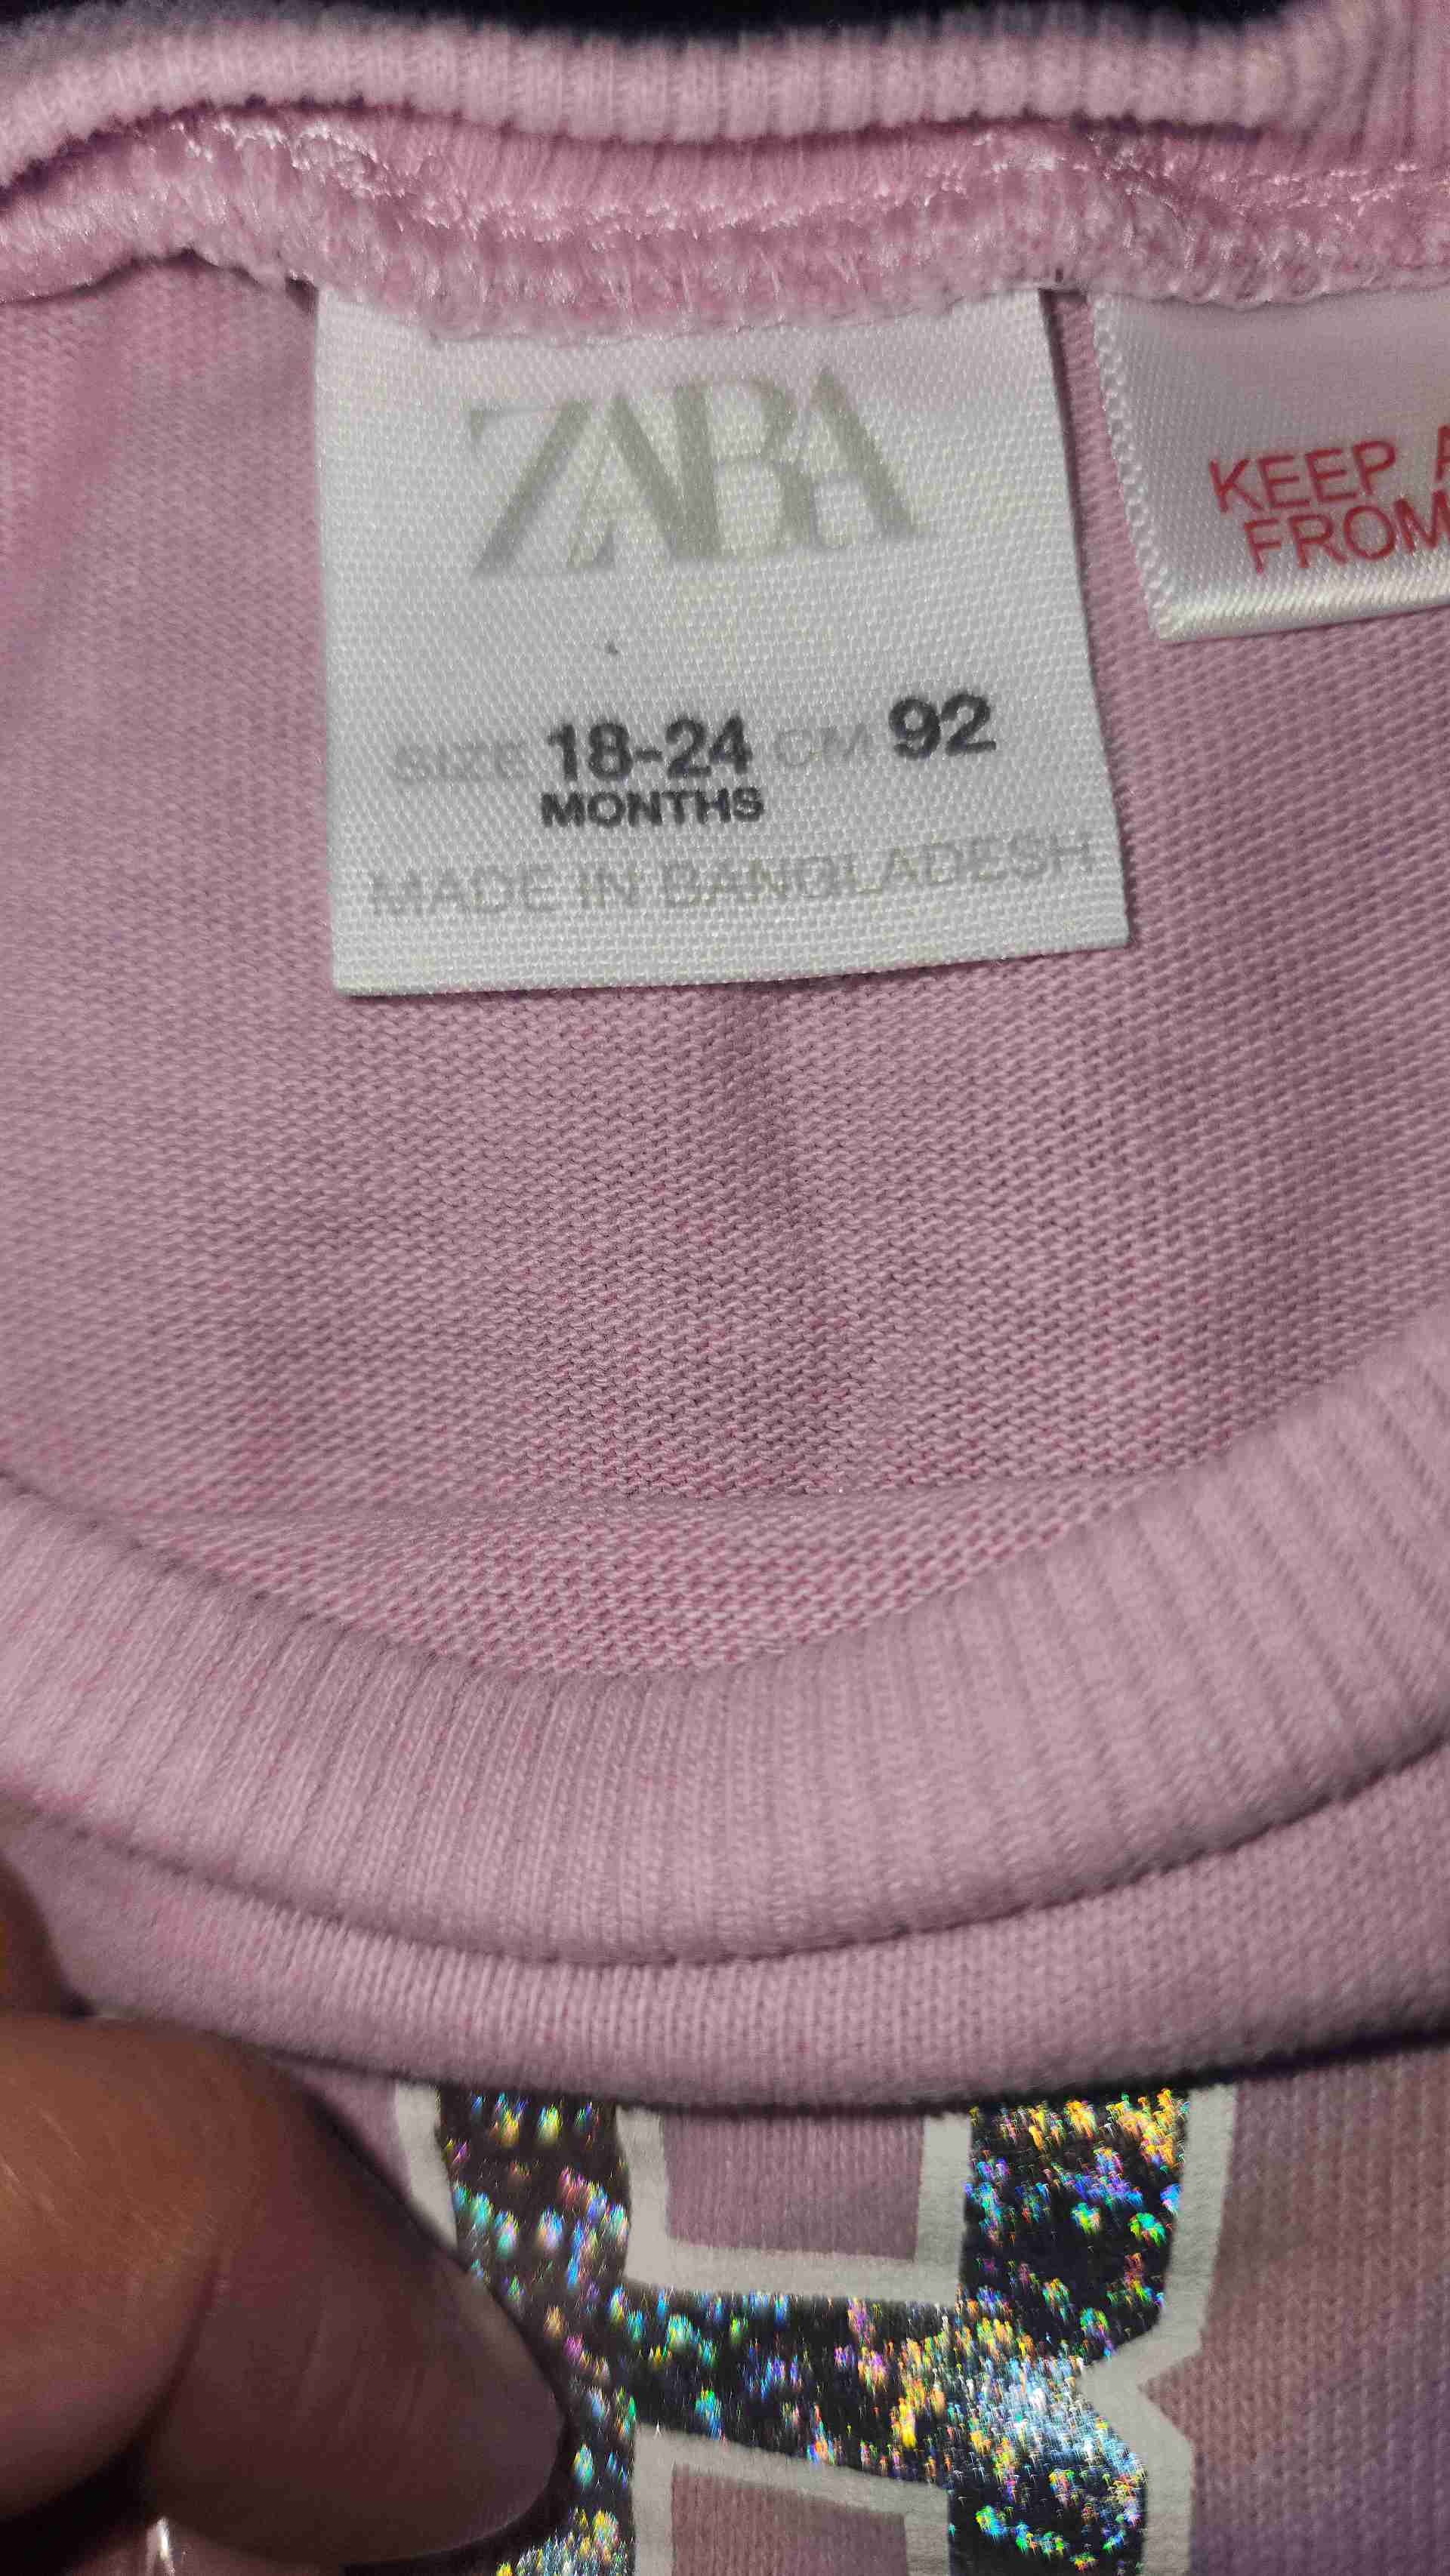 ZARA
SIZE 18-24 CM 92
MONTHS
MADE IN BANGLADESH
KEEP A
FROM